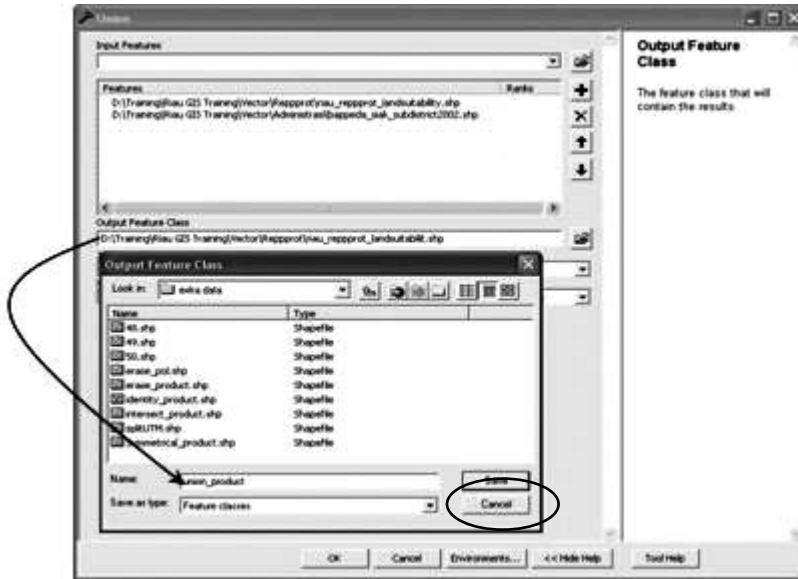 Union
Input Features
Output Feature
Class
The feature class that will
contain the results
Features
Ranks
D:\Training\Riau GIS Training\Vector\Reppprot\riau_reppprot_landsuitability.shp
D:\Training\Riau GIS Training\Vector\Administrasi\bappeda_siak_subdistrict2002.shp
Output Feature Class
D:\Training\Riau GIS Training\Vector\Reppprot\riau_reppprot_landsuitabilit.shp
Output Feature Class
Look in:
extra data
Name
Type
48.shp
Shapefile
49.shp
Shapefile
50.shp
Shapefile
erase_pol.shp
Shapefile
erase_product.shp
Shapefile
identity_product.shp
Shapefile
intersect_product.shp
Shapefile
splitUTM.shp
Shapefile
symmetrical_product.shp
Shapefile
Name:
union_product
Save
Save as type:
Feature classes
Cancel
OK
Cancel
Environments...
<< Hide Help
Tool Help